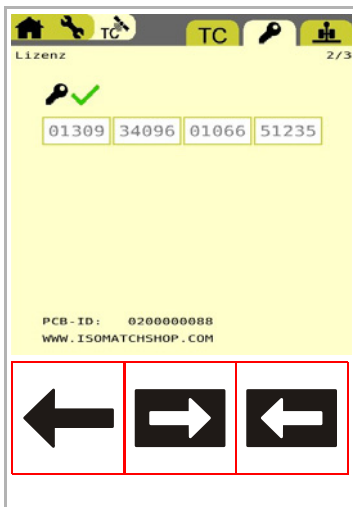 TC TC
Lizenz 2/3
01309 34096 01066 51235
PCB-ID: 0200000088
WWW.ISOMATCHSHOP.COM